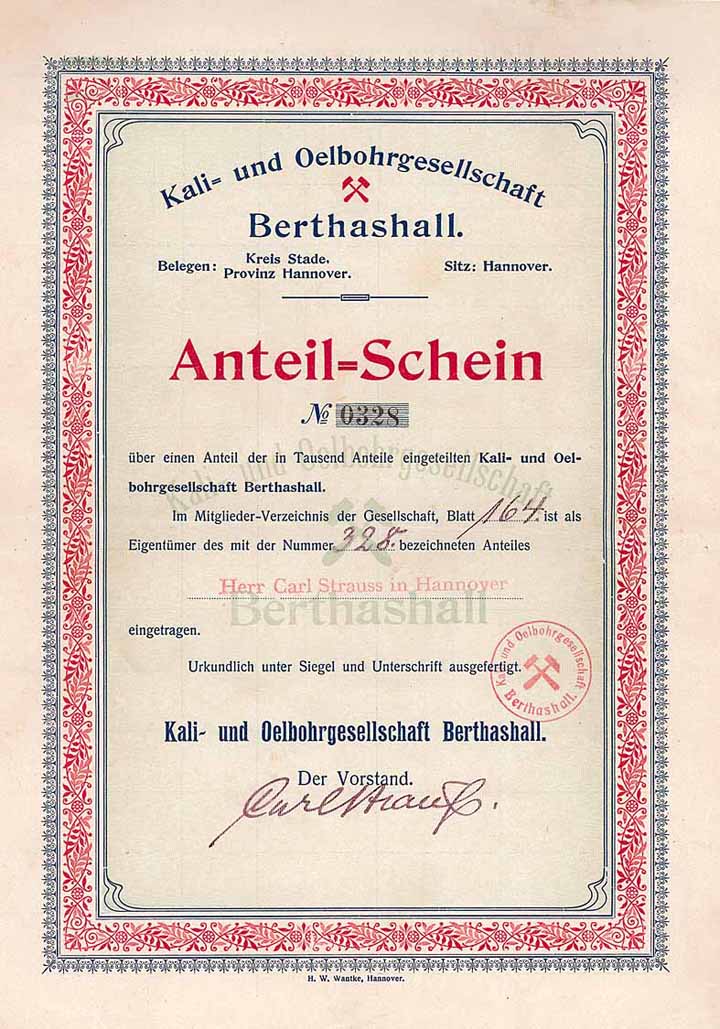 Kali= und Oelbohrgesellschaft
Berthashall.
Belegen: Kreis Stade, Provinz Hannover.
Sitz: Hannover.
Anteil=Schein
№ 0328
über einen Anteil der in Tausend Anteile eingeteilten Kali- und Oel-
bohrgesellschaft Berthashall.
Im Mitglieder-Verzeichnis der Gesellschaft, Blatt 164. ist als
Eigentümer des mit der Nummer 328. bezeichneten Anteiles
Herr Carl Strauss in Hannover
eingetragen.
Urkundlich unter Siegel und Unterschrift ausgefertigt.
Kali- und Oelbohrgesellschaft Berthashall.
Der Vorstand.
Carl Strauß.
Kali- und Oelbohrgesellschaft
Berthashall.
Kali- und Oelbohrgesellschaft
Berthashall
H. W. Wantke, Hannover.